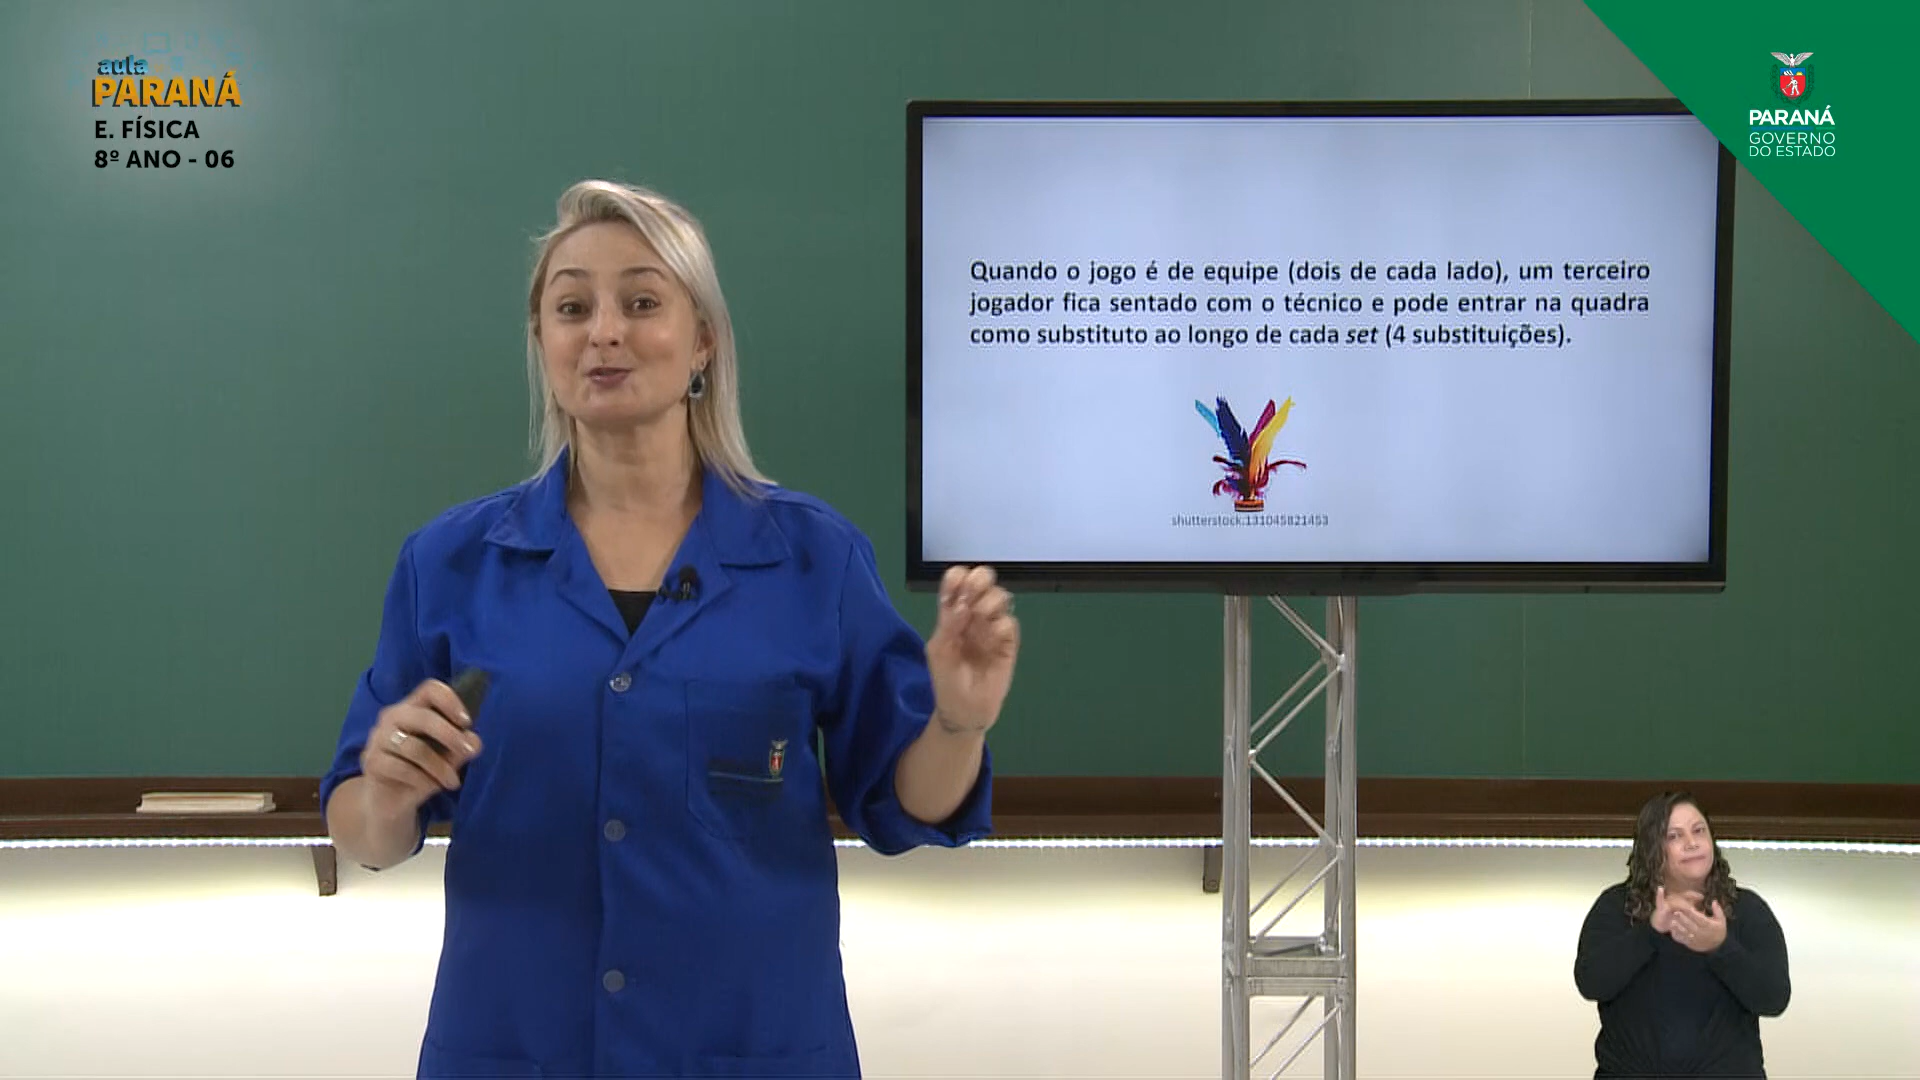 aula
PARANÁ
E. FÍSICA
8º ANO - 06
PARANÁ
GOVERNO
DO ESTADO
Quando o jogo é de equipe (dois de cada lado), um terceiro
jogador fica sentado com o técnico e pode entrar na quadra
como substituto ao longo de cada set (4 substituições).
shutterstock:131045821453